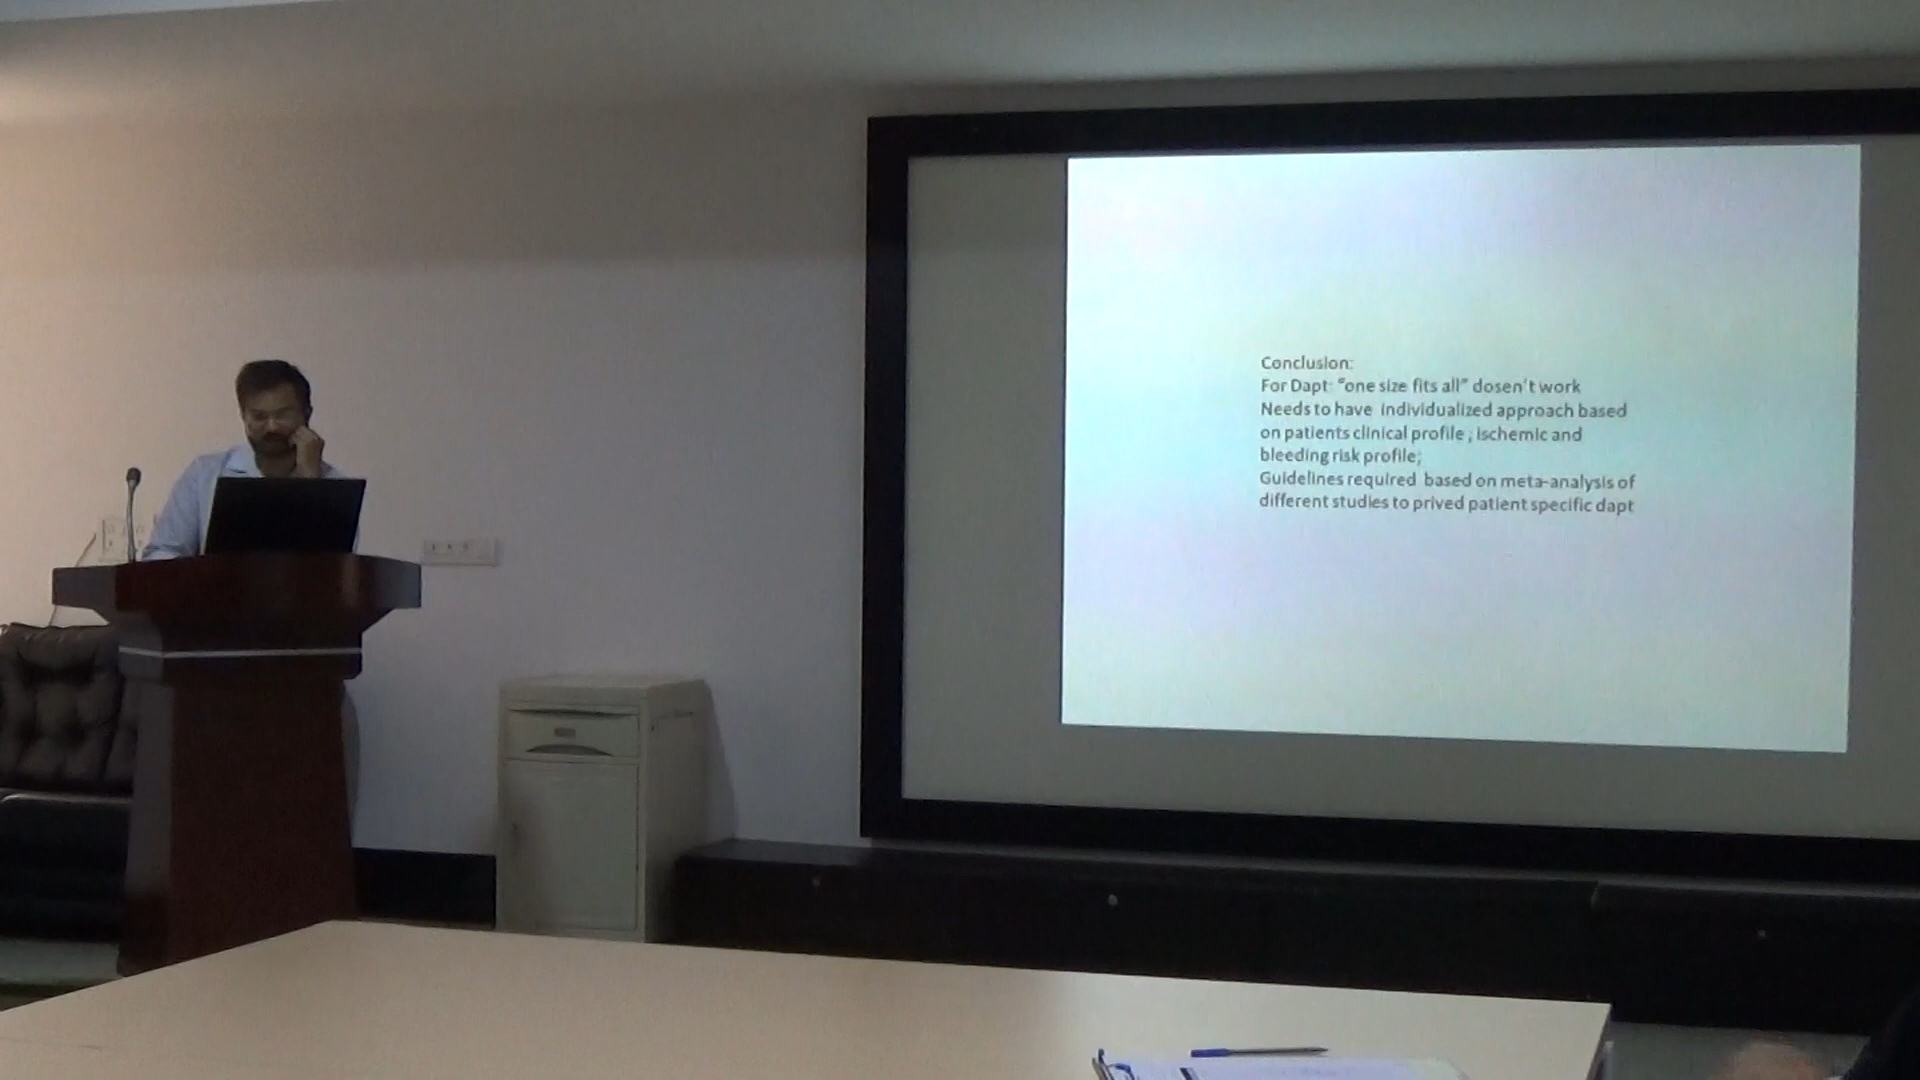 Conclusion:
For Dapt: “one size fits all” dosen’t work
Needs to have individualized approach based
on patients clinical profile , ischemic and
bleeding risk profile;
Guidelines required based on meta-analysis of
different studies to prived patient specific dapt